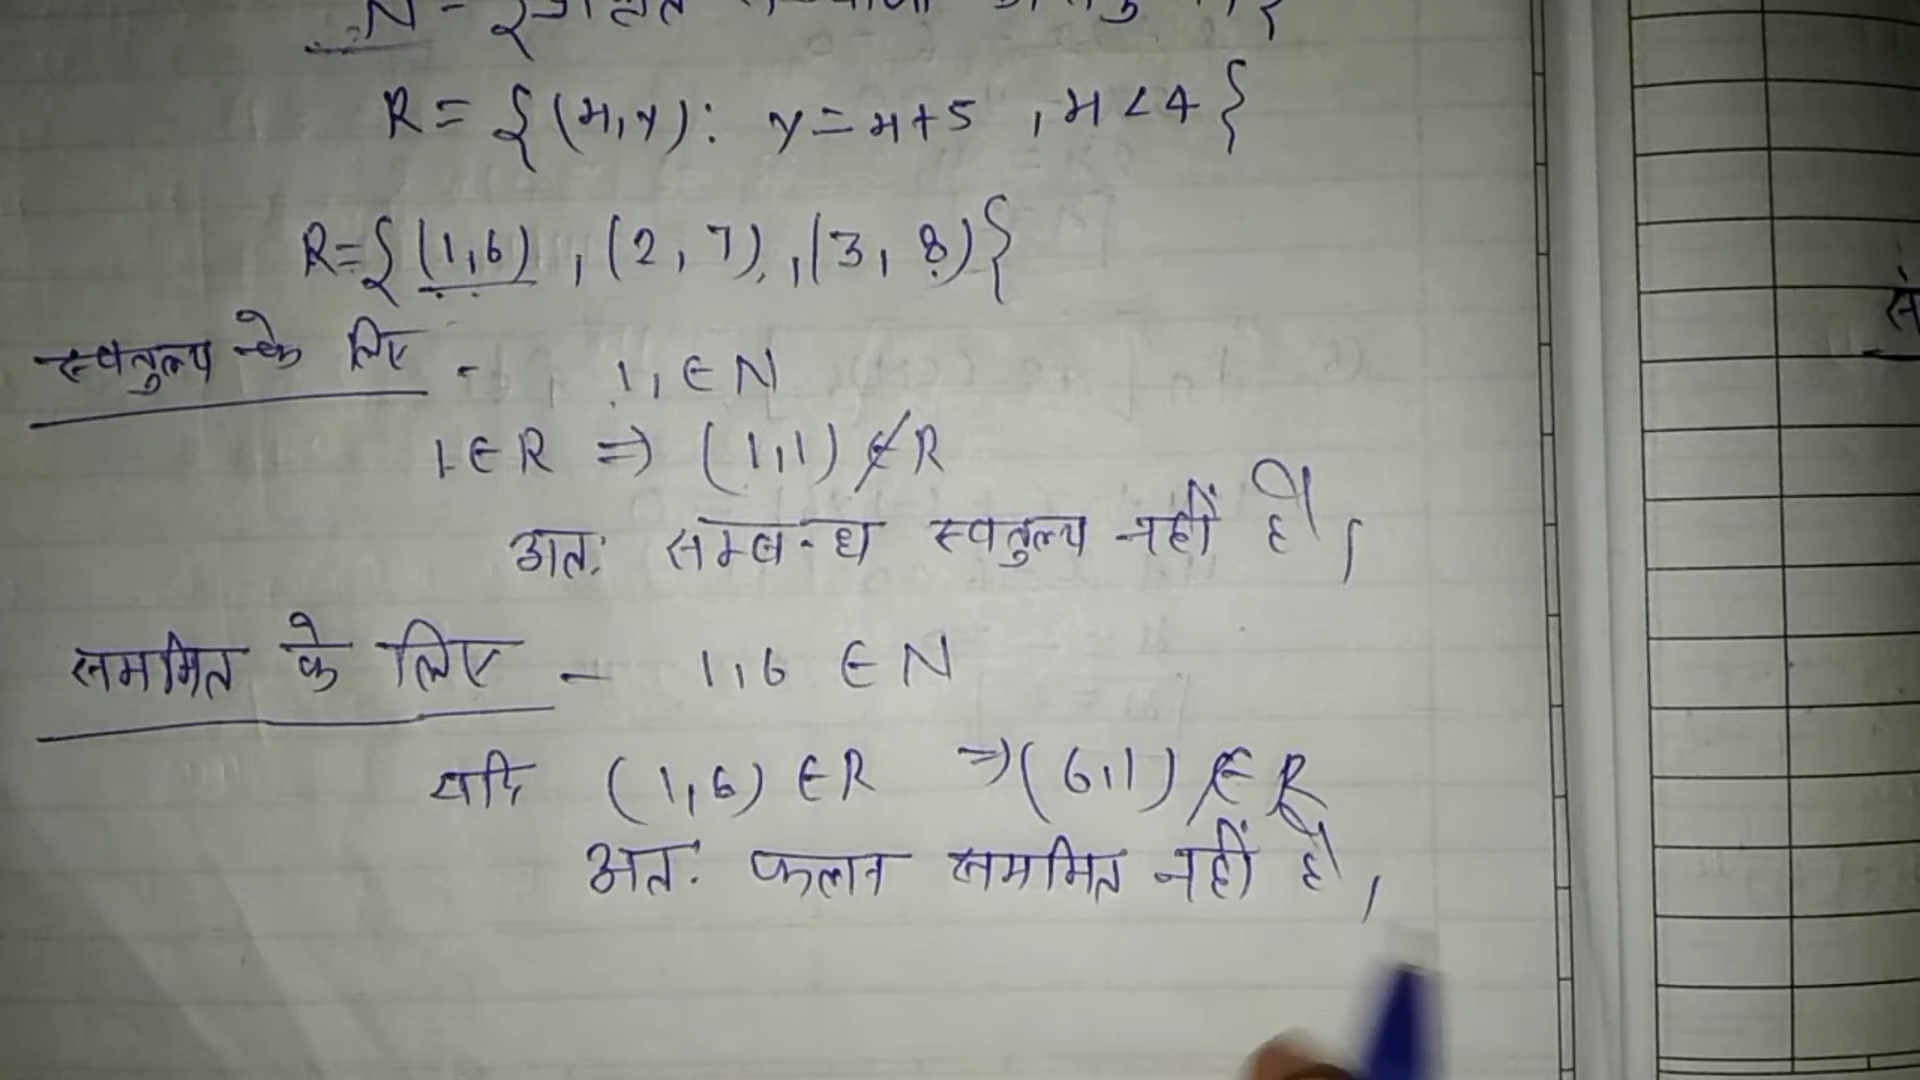 N = {
R = { (x, y) : y = x + 5 , x < 4 }
R = { (1, 6) , (2, 7) , (3, 8) }
स्वतुल्य के लिए - 1, ∈ N
1 ∈ R ⇒ (1,1) ∉ R
अतः सम्बन्ध स्वतुल्य नहीं है,
सममित के लिए - 1,6 ∈ N
यदि (1,6) ∈ R ⇒ (6,1) ∉ R
अतः फलन सममित नहीं है,